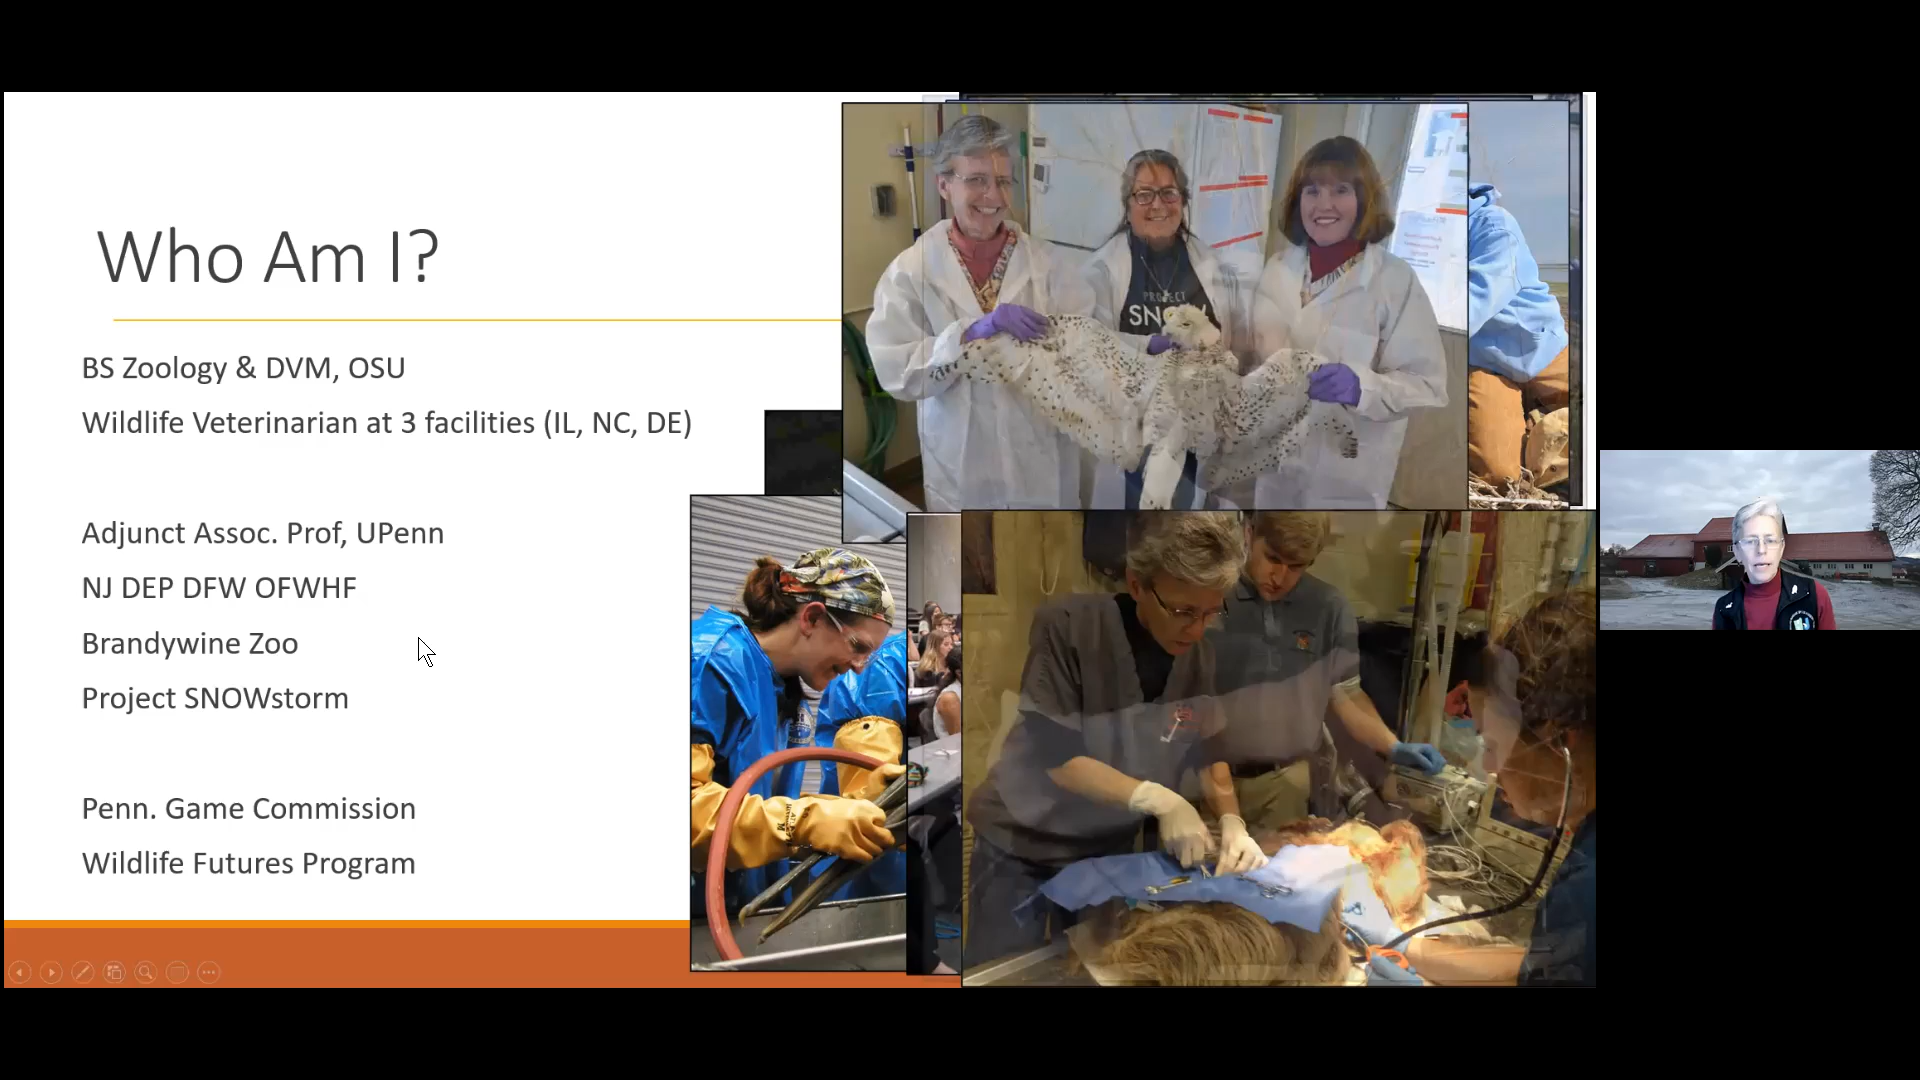 Who Am I?
BS Zoology & DVM, OSU
Wildlife Veterinarian at 3 facilities (IL, NC, DE)
Adjunct Assoc. Prof, UPenn
NJ DEP DFW OFWHF
Brandywine Zoo
Project SNOWstorm
Penn. Game Commission
Wildlife Futures Program
PROJECT